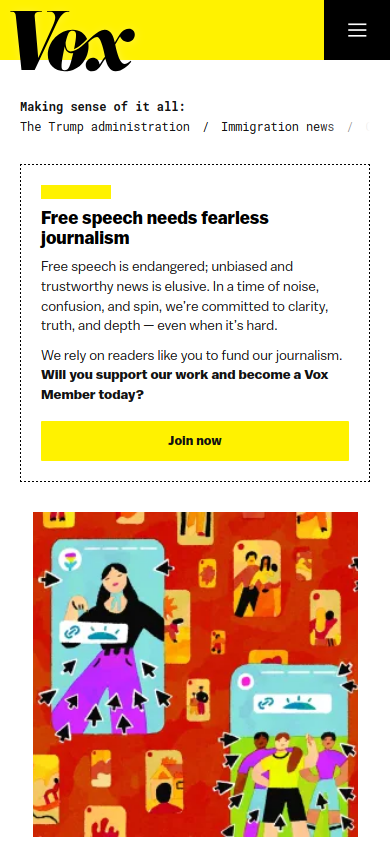 Vox
Making sense of it all:
The Trump administration / Immigration news /
Free speech needs fearless
journalism
Free speech is endangered; unbiased and
trustworthy news is elusive. In a time of noise,
confusion, and spin, we’re committed to clarity,
truth, and depth — even when it’s hard.
We rely on readers like you to fund our journalism.
Will you support our work and become a Vox
Member today?
Join now